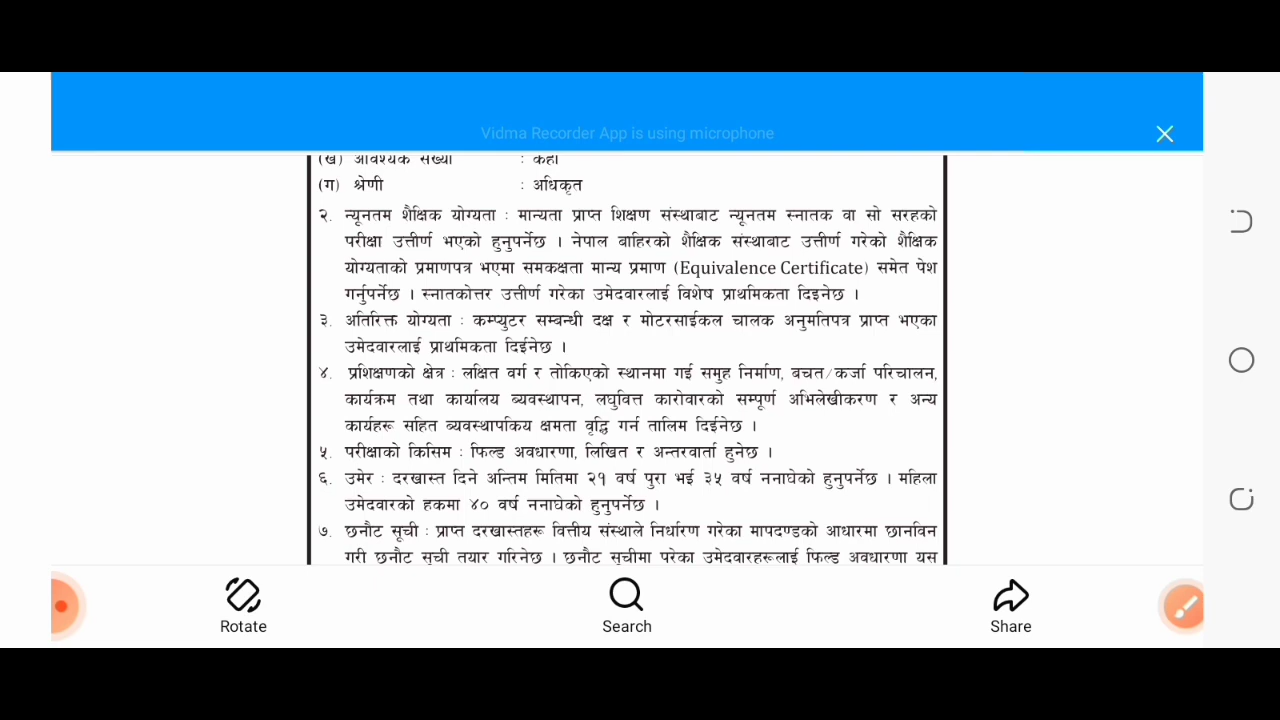 Vidma Recorder App is using microphone
(ख) आवश्यक संख्या : केही
(ग) श्रेणी : अधिकृत
२. न्यूनतम शैक्षिक योग्यता : मान्यता प्राप्त शिक्षण संस्थाबाट न्यूनतम स्नातक वा सो सरहको
परीक्षा उत्तीर्ण भएको हुनुपर्नेछ । नेपाल बाहिरको शैक्षिक संस्थाबाट उत्तीर्ण गरेको शैक्षिक
योग्यताको प्रमाणपत्र भएमा समकक्षता मान्य प्रमाण (Equivalence Certificate) समेत पेश
गर्नुपर्नेछ । स्नातकोत्तर उत्तीर्ण गरेका उमेदवारलाई विशेष प्राथमिकता दिइनेछ ।
३. अतिरिक्त योग्यता : कम्प्युटर सम्बन्धी दक्ष र मोटरसाईकल चालक अनुमतिपत्र प्राप्त भएका
उमेदवारलाई प्राथमिकता दिईनेछ ।
४. प्रशिक्षणको क्षेत्र : लक्षित वर्ग र तोकिएको स्थानमा गई समुह निर्माण, बचत/कर्जा परिचालन,
कार्यक्रम तथा कार्यालय व्यवस्थापन, लघुवित्त कारोवारको सम्पूर्ण अभिलेखीकरण र अन्य
कार्यहरू सहित व्यवस्थापकिय क्षमता वृद्धि गर्न तालिम दिईनेछ ।
५. परीक्षाको किसिम : फिल्ड अवधारणा, लिखित र अन्तरवार्ता हुनेछ ।
६. उमेर : दरखास्त दिने अन्तिम मितिमा २१ वर्ष पुरा भई ३५ वर्ष ननाघेको हुनुपर्नेछ । महिला
उमेदवारको हकमा ४० वर्ष ननाघेको हुनुपर्नेछ ।
७. छनौट सूची : प्राप्त दरखास्तहरू वित्तीय संस्थाले निर्धारण गरेका मापदण्डको आधारमा छानविन
गरी छनौट सूची तयार गरिनेछ । छनौट सूचीमा परेका उमेदवारहरूलाई फिल्ड अवधारणा यस
Rotate Search Share